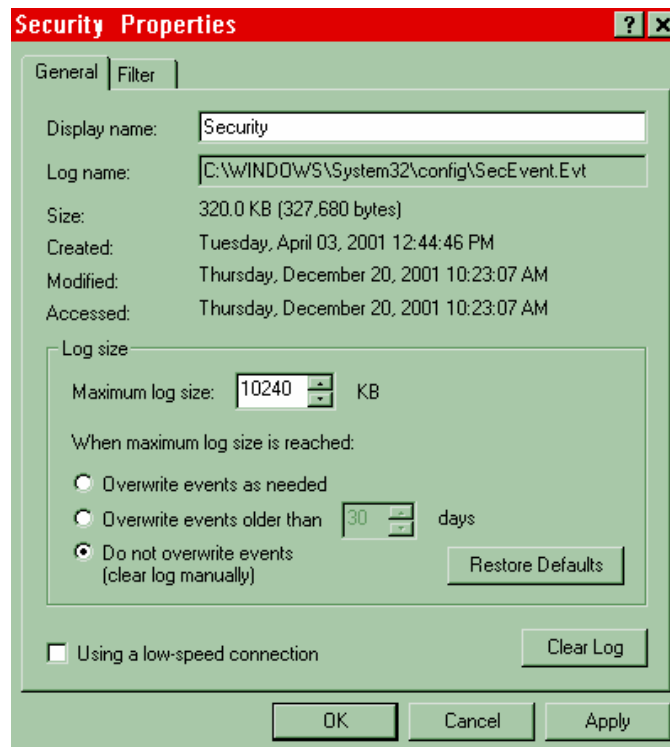 Security Properties
General Filter
Display name: Security
Log name: C:\WINDOWS\System32\config\SecEvent.Evt
Size: 320.0 KB (327,680 bytes)
Created: Tuesday, April 03, 2001 12:44:46 PM
Modified: Thursday, December 20, 2001 10:23:07 AM
Accessed: Thursday, December 20, 2001 10:23:07 AM
Log size
Maximum log size: 10240 KB
When maximum log size is reached:
Overwrite events as needed
Overwrite events older than 30 days
Do not overwrite events
(clear log manually)
Restore Defaults
Using a low-speed connection
Clear Log
OK Cancel Apply